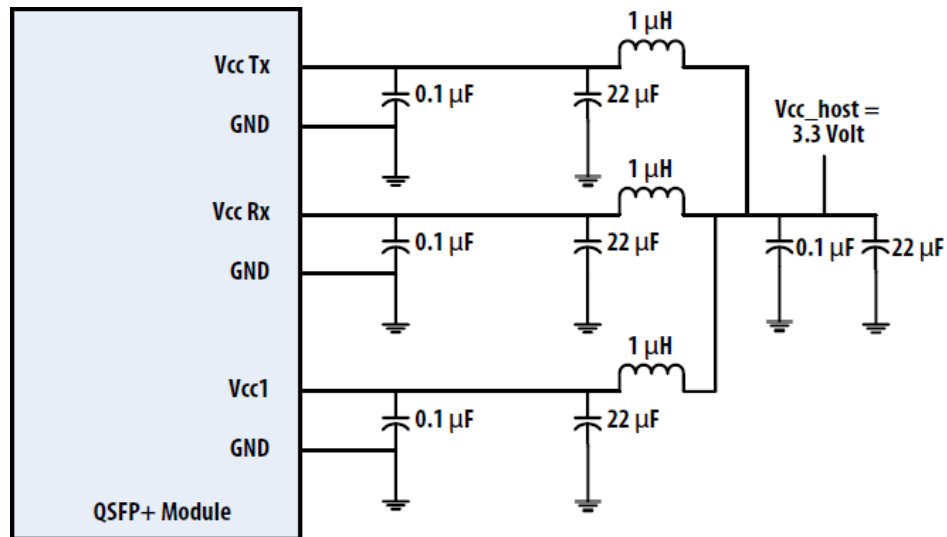 1 µH
Vcc Tx
0.1 µF
22 µF
GND
Vcc_host =
3.3 Volt
1 µH
Vcc Rx
0.1 µF
22 µF
0.1 µF
22 µF
GND
1 µH
Vcc1
0.1 µF
22 µF
GND
QSFP+ Module